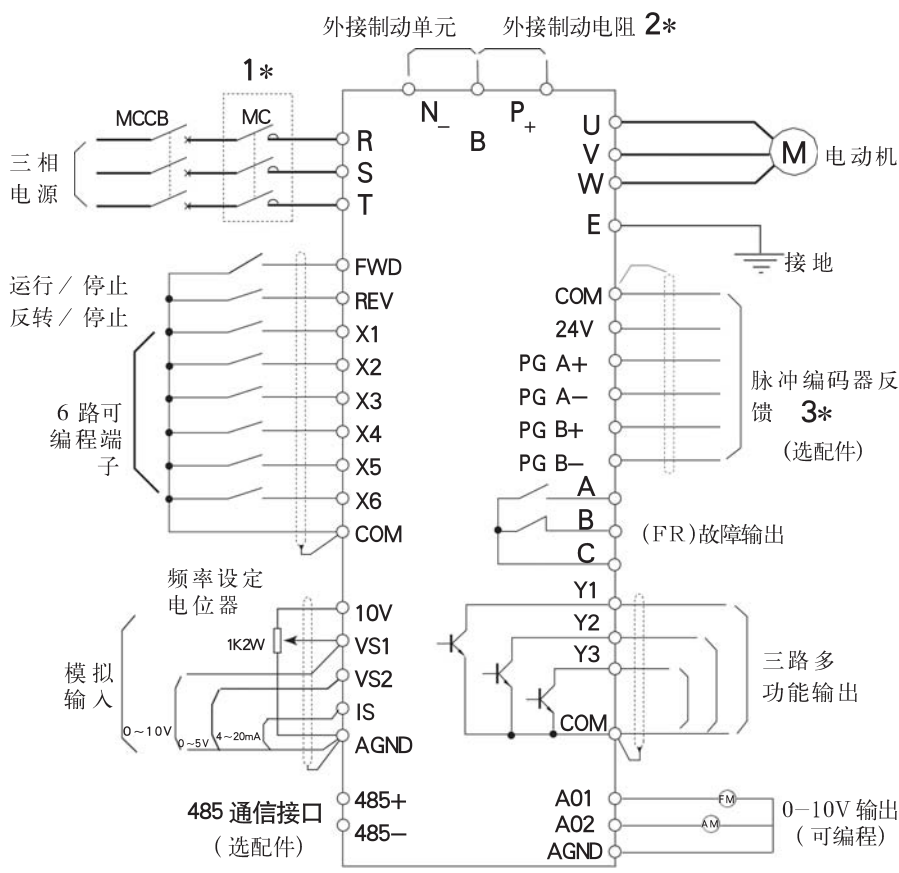 外接制动单元
外接制动电阻 2*
1*
MCCB
MC
三相
电源
N_
B
P+
R
S
T
U
V
W
E
M
电动机
接地
运行/ 停止
反转/ 停止
6 路可
编程端
子
FWD
REV
X1
X2
X3
X4
X5
X6
COM
COM
24V
PG A+
PG A-
PG B+
PG B-
脉冲编码器反
馈 3*
(选配件)
A
B
C
(FR)故障输出
频率设定
电位器
1K2W
模拟
输入
0~10V
0~5V
4~20mA
10V
VS1
VS2
IS
AGND
Y1
Y2
Y3
COM
三路多
功能输出
485 通信接口
(选配件)
485+
485-
A01
A02
AGND
FM
AM
0-10V 输出
(可编程)